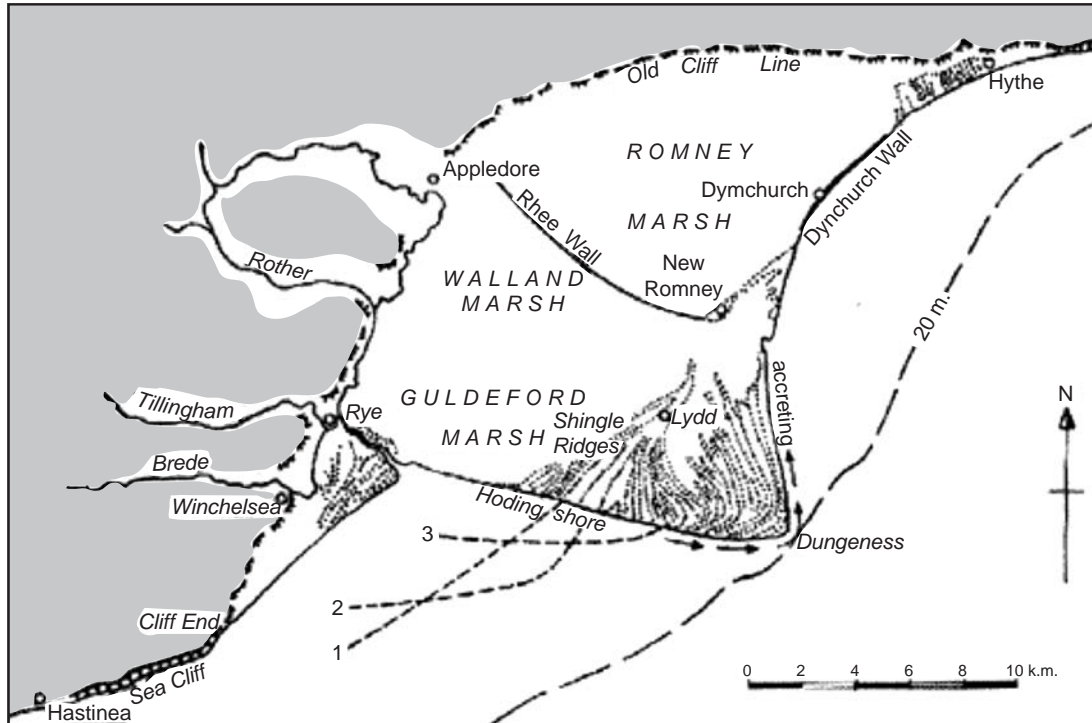 Old Cliff Line
Hythe
ROMNEY
Appledore
Dymchurch
Dynchurch Wall
Rhee Wall
MARSH
New
Romney
Rother
WALLAND
MARSH
20 m.
accreting
N
Tillingham
Rye
GULDEFORD
MARSH
Shingle
Ridges
Lydd
Brede
Winchelsea
Hoding shore
3
Dungeness
2
Cliff End
1
Sea Cliff
0 2 4 6 8 10 k.m.
Hastinea